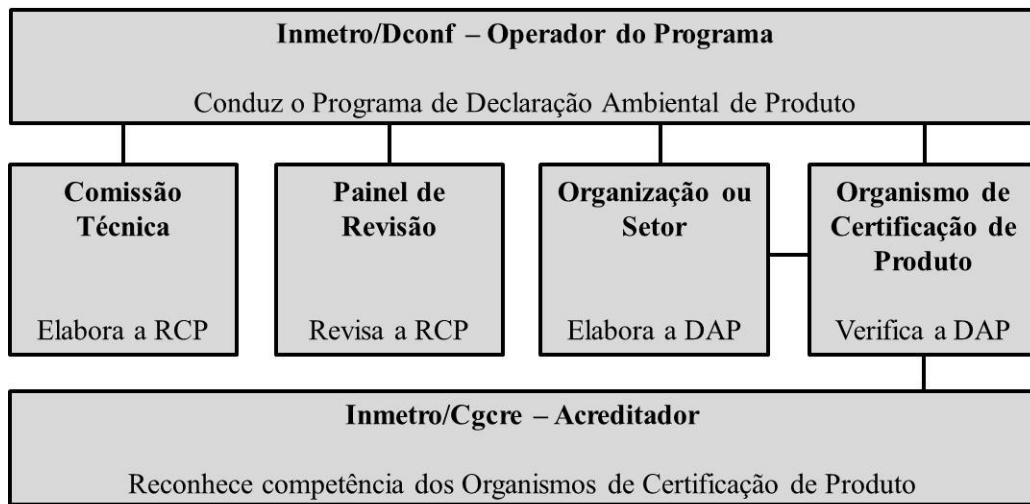 Inmetro/Dconf – Operador do Programa
Conduz o Programa de Declaração Ambiental de Produto
Comissão
Técnica
Elabora a RCP
Painel de
Revisão
Revisa a RCP
Organização ou
Setor
Elabora a DAP
Organismo de
Certificação de
Produto
Verifica a DAP
Inmetro/Cgcre – Acreditador
Reconhece competência dos Organismos de Certificação de Produto